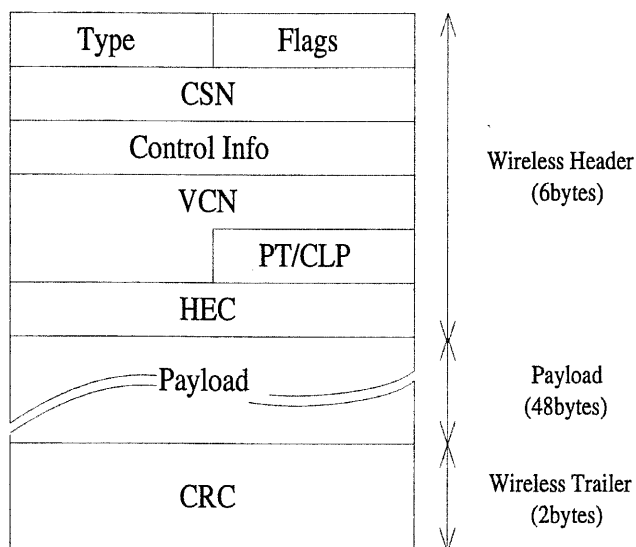 Type
Flags
CSN
Control Info
VCN
PT/CLP
HEC
Payload
CRC
Wireless Header
(6bytes)
Payload
(48bytes)
Wireless Trailer
(2bytes)